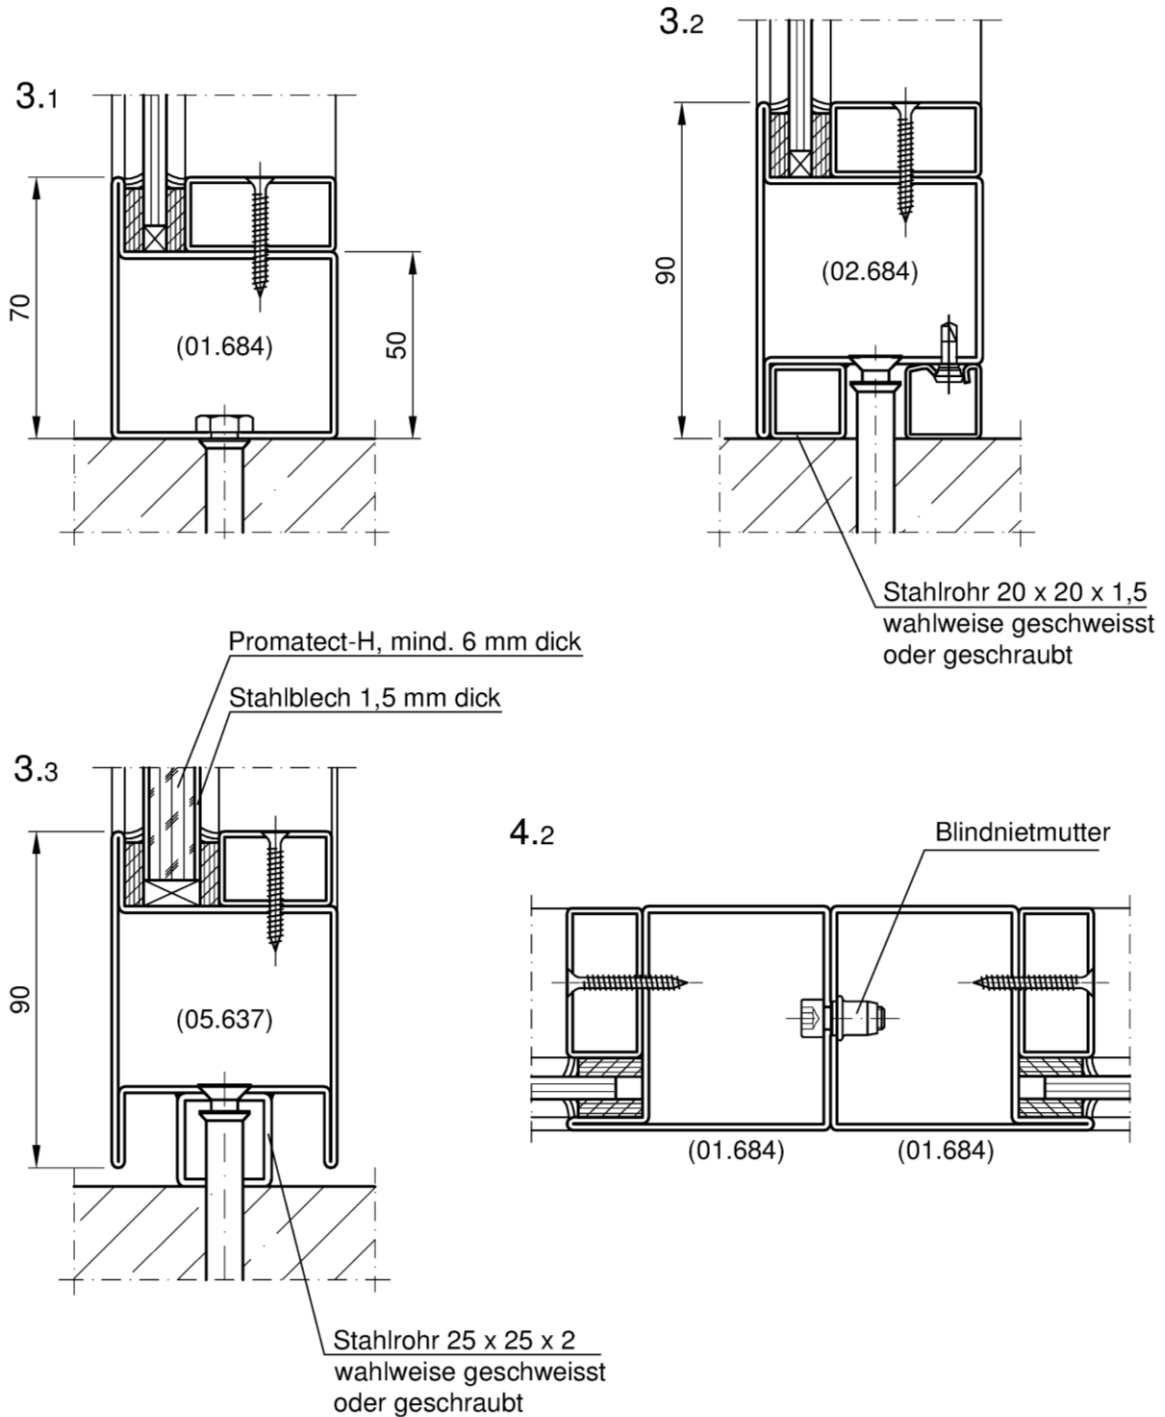 3.1
70
(01.684)
50
3.2
90
(02.684)
Stahlrohr 20 x 20 x 1,5
wahlweise geschweisst
oder geschraubt
Promatect-H, mind. 6 mm dick
Stahlblech 1,5 mm dick
3.3
90
(05.637)
Stahlrohr 25 x 25 x 2
wahlweise geschweisst
oder geschraubt
4.2
Blindnietmutter
(01.684)
(01.684)